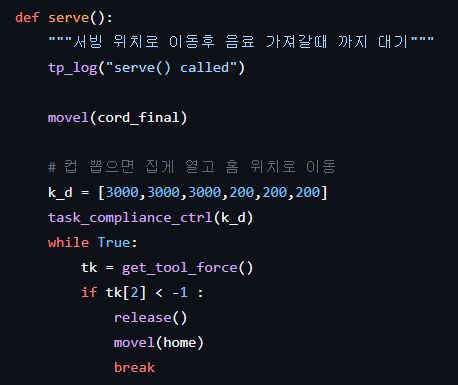 def serve():
    """서빙 위치로 이동후 음료 가져갈때 까지 대기"""
    tp_log("serve() called")
    movel(cord_final)
    # 컵 뽑으면 집게 열고 홈 위치로 이동
    k_d = [3000,3000,3000,200,200,200]
    task_compliance_ctrl(k_d)
    while True:
        tk = get_tool_force()
        if tk[2] < -1 :
            release()
            movel(home)
            break